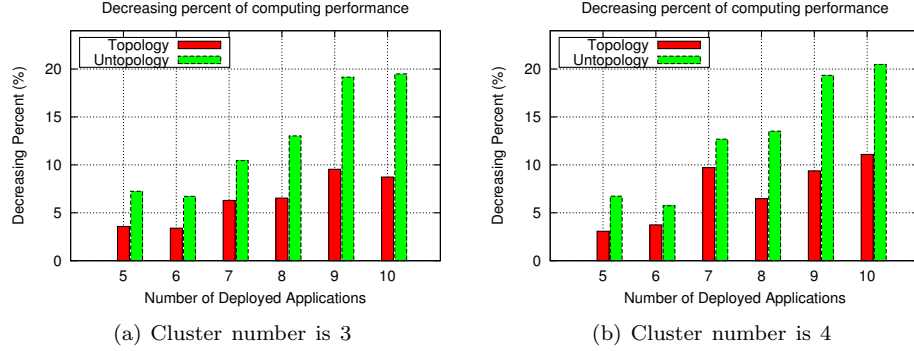 Decreasing percent of computing performance
Topology
Untopology
Decreasing Percent (%)
20
15
10
5
0
5 6 7 8 9 10
Number of Deployed Applications
(a) Cluster number is 3
Decreasing percent of computing performance
Topology
Untopology
Decreasing Percent (%)
20
15
10
5
0
5 6 7 8 9 10
Number of Deployed Applications
(b) Cluster number is 4